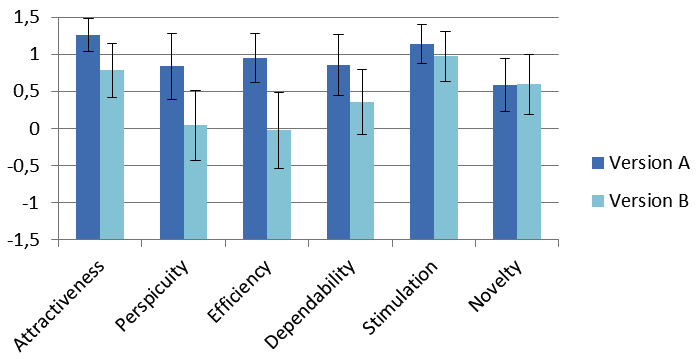 1,5
1
0,5
0
-0,5
-1
-1,5
Attractiveness
Perspicuity
Efficiency
Dependability
Stimulation
Novelty
Version A
Version B